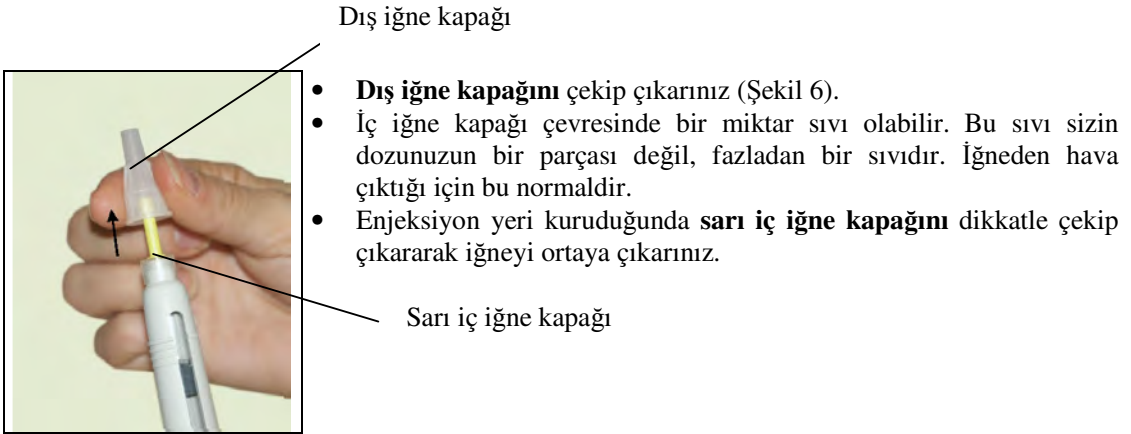 Dış iğne kapağı
• Dış iğne kapağını çekip çıkarınız (Şekil 6).
• İç iğne kapağı çevresinde bir miktar sıvı olabilir. Bu sıvı sizin
dozunuzun bir parçası değil, fazladan bir sıvıdır. İğneden hava
çıktığı için bu normaldir.
• Enjeksiyon yeri kuruduğunda sarı iç iğne kapağını dikkatle çekip
çıkararak iğneyi ortaya çıkarınız.
Sarı iç iğne kapağı